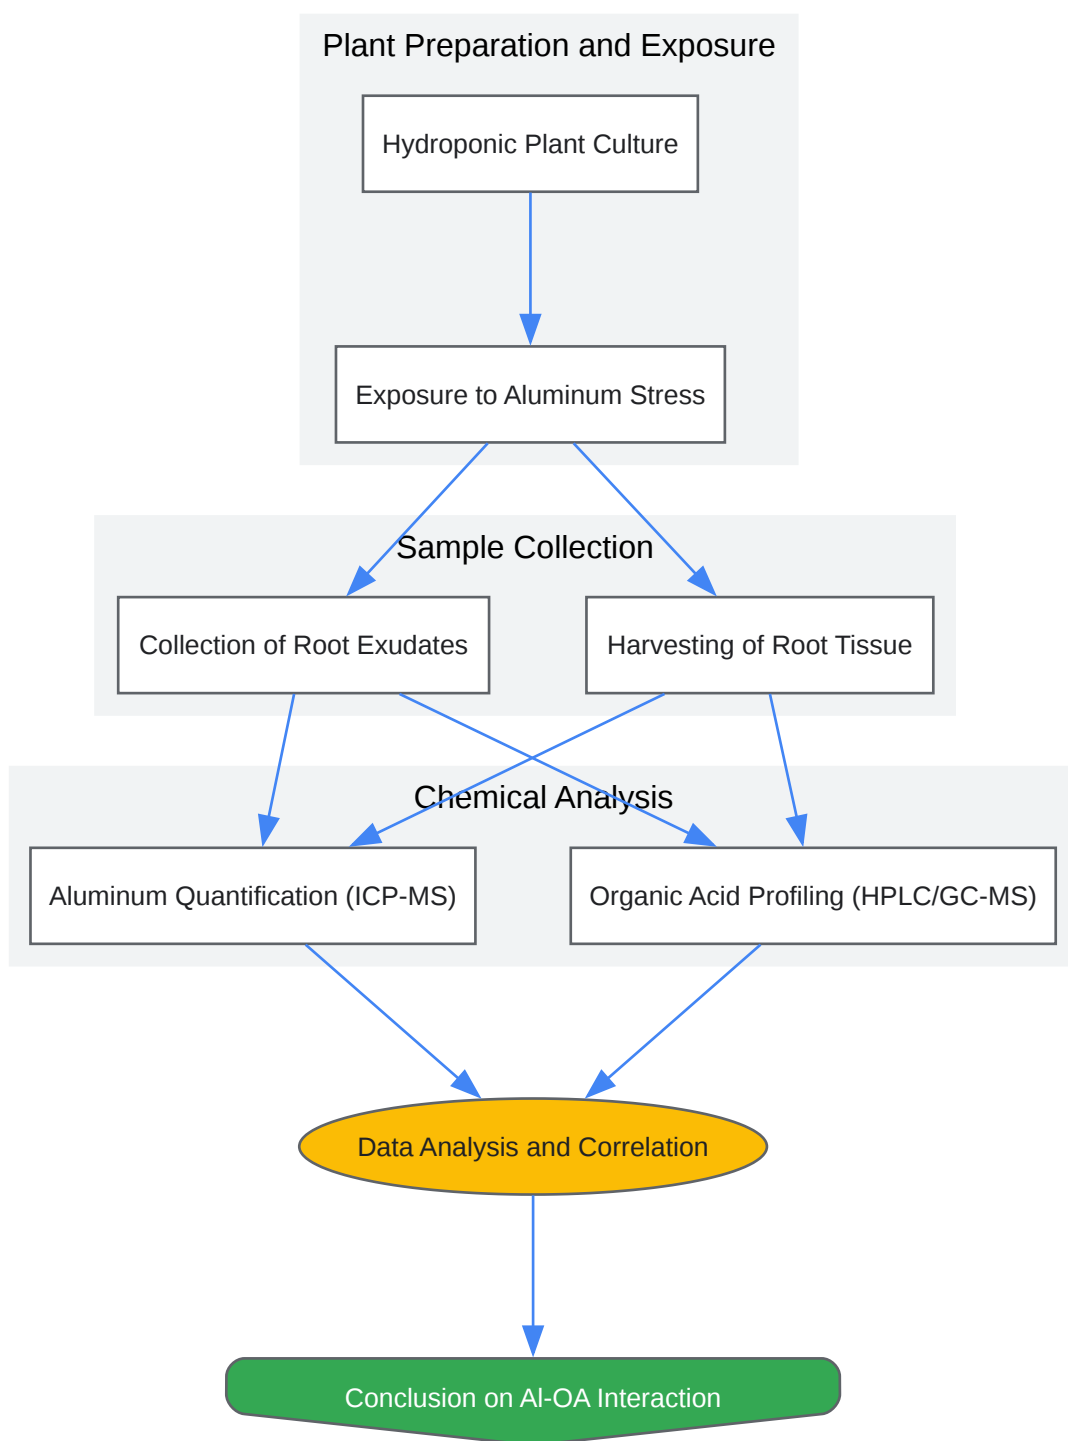 Plant Preparation and Exposure
Hydroponic Plant Culture
Exposure to Aluminum Stress
Sample Collection
Collection of Root Exudates
Harvesting of Root Tissue
Chemical Analysis
Aluminum Quantification (ICP-MS)
Organic Acid Profiling (HPLC/GC-MS)
Data Analysis and Correlation
Conclusion on Al-OA Interaction